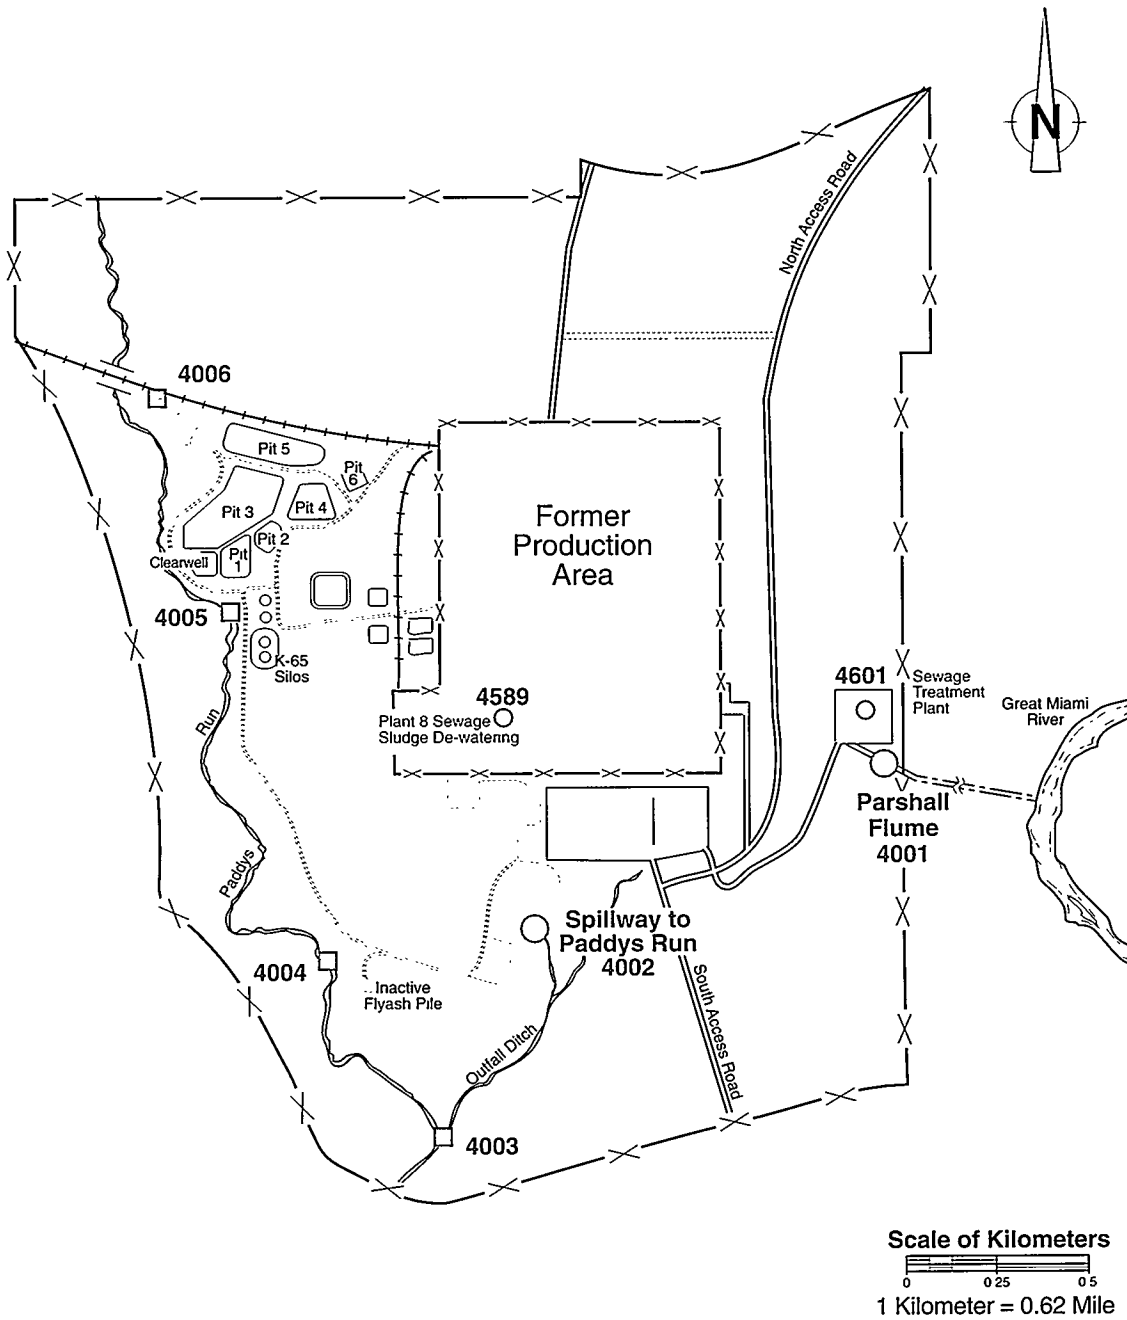 N
North Access Road
4006
Pit 5
Pit
6
Pit 3
Pit 4
Pit 2
Pit
1
Clearwell
Former
Production
Area
4005
K-65
Silos
Run
4589
Plant 8 Sewage
Sludge De-watering
4601
Sewage
Treatment
Plant
Great Miami
River
Parshall
Flume
4001
Paddys
Spillway to
Paddys Run
4002
4004
Inactive
Flyash Pile
South Access Road
Outfall Ditch
4003
Scale of Kilometers
0 0 25 0 5
1 Kilometer = 0.62 Mile